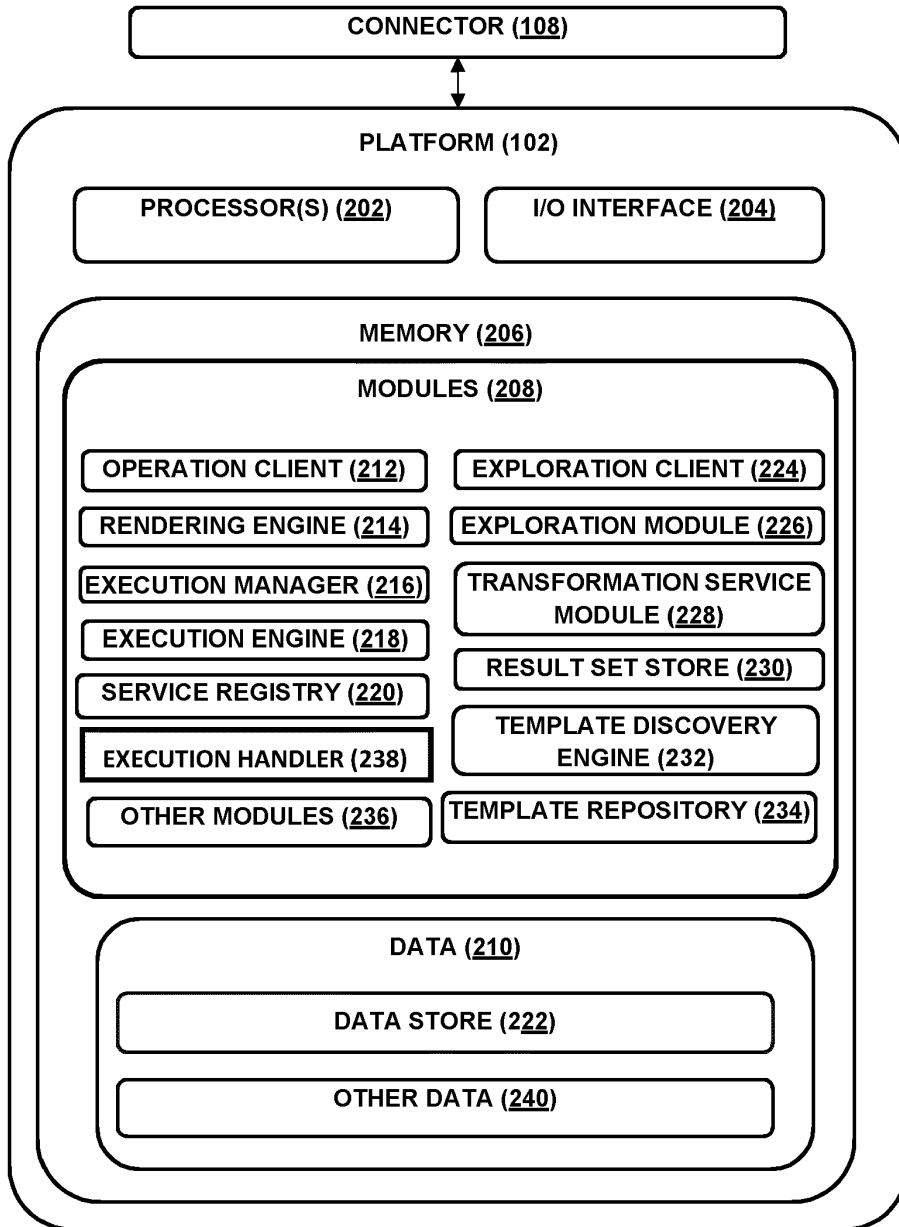 CONNECTOR (108)
PLATFORM (102)
PROCESSOR(S) (202)
I/O INTERFACE (204)
MEMORY (206)
MODULES (208)
OPERATION CLIENT (212)
RENDERING ENGINE (214)
EXECUTION MANAGER (216)
EXECUTION ENGINE (218)
SERVICE REGISTRY (220)
EXECUTION HANDLER (238)
OTHER MODULES (236)
EXPLORATION CLIENT (224)
EXPLORATION MODULE (226)
TRANSFORMATION SERVICE
MODULE (228)
RESULT SET STORE (230)
TEMPLATE DISCOVERY
ENGINE (232)
TEMPLATE REPOSITORY (234)
DATA (210)
DATA STORE (222)
OTHER DATA (240)